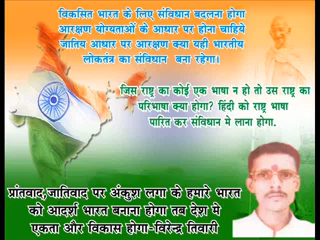 विकसित भारत के लिए संविधान बदलना होगा
आरक्षण योग्यताओं के आधार पर होना चाहिये
जातिय आधार पर आरक्षण क्या यही भारतीय
लोकतंत्र का संविधान बना रहेगा।
जिस राष्ट्र का कोई एक भाषा न हो तो उस राष्ट्र का
परिभाषा क्या होगा? हिंदी को राष्ट्र भाषा
पारित कर संविधान मे लाना होगा.
प्रांतवाद,जातिवाद पर अंकुश लगा के हमारे भारत
को आदर्श भारत बनाना होगा तब देश मे
एकता और विकास होगा-विरेन्द्र तिवारी